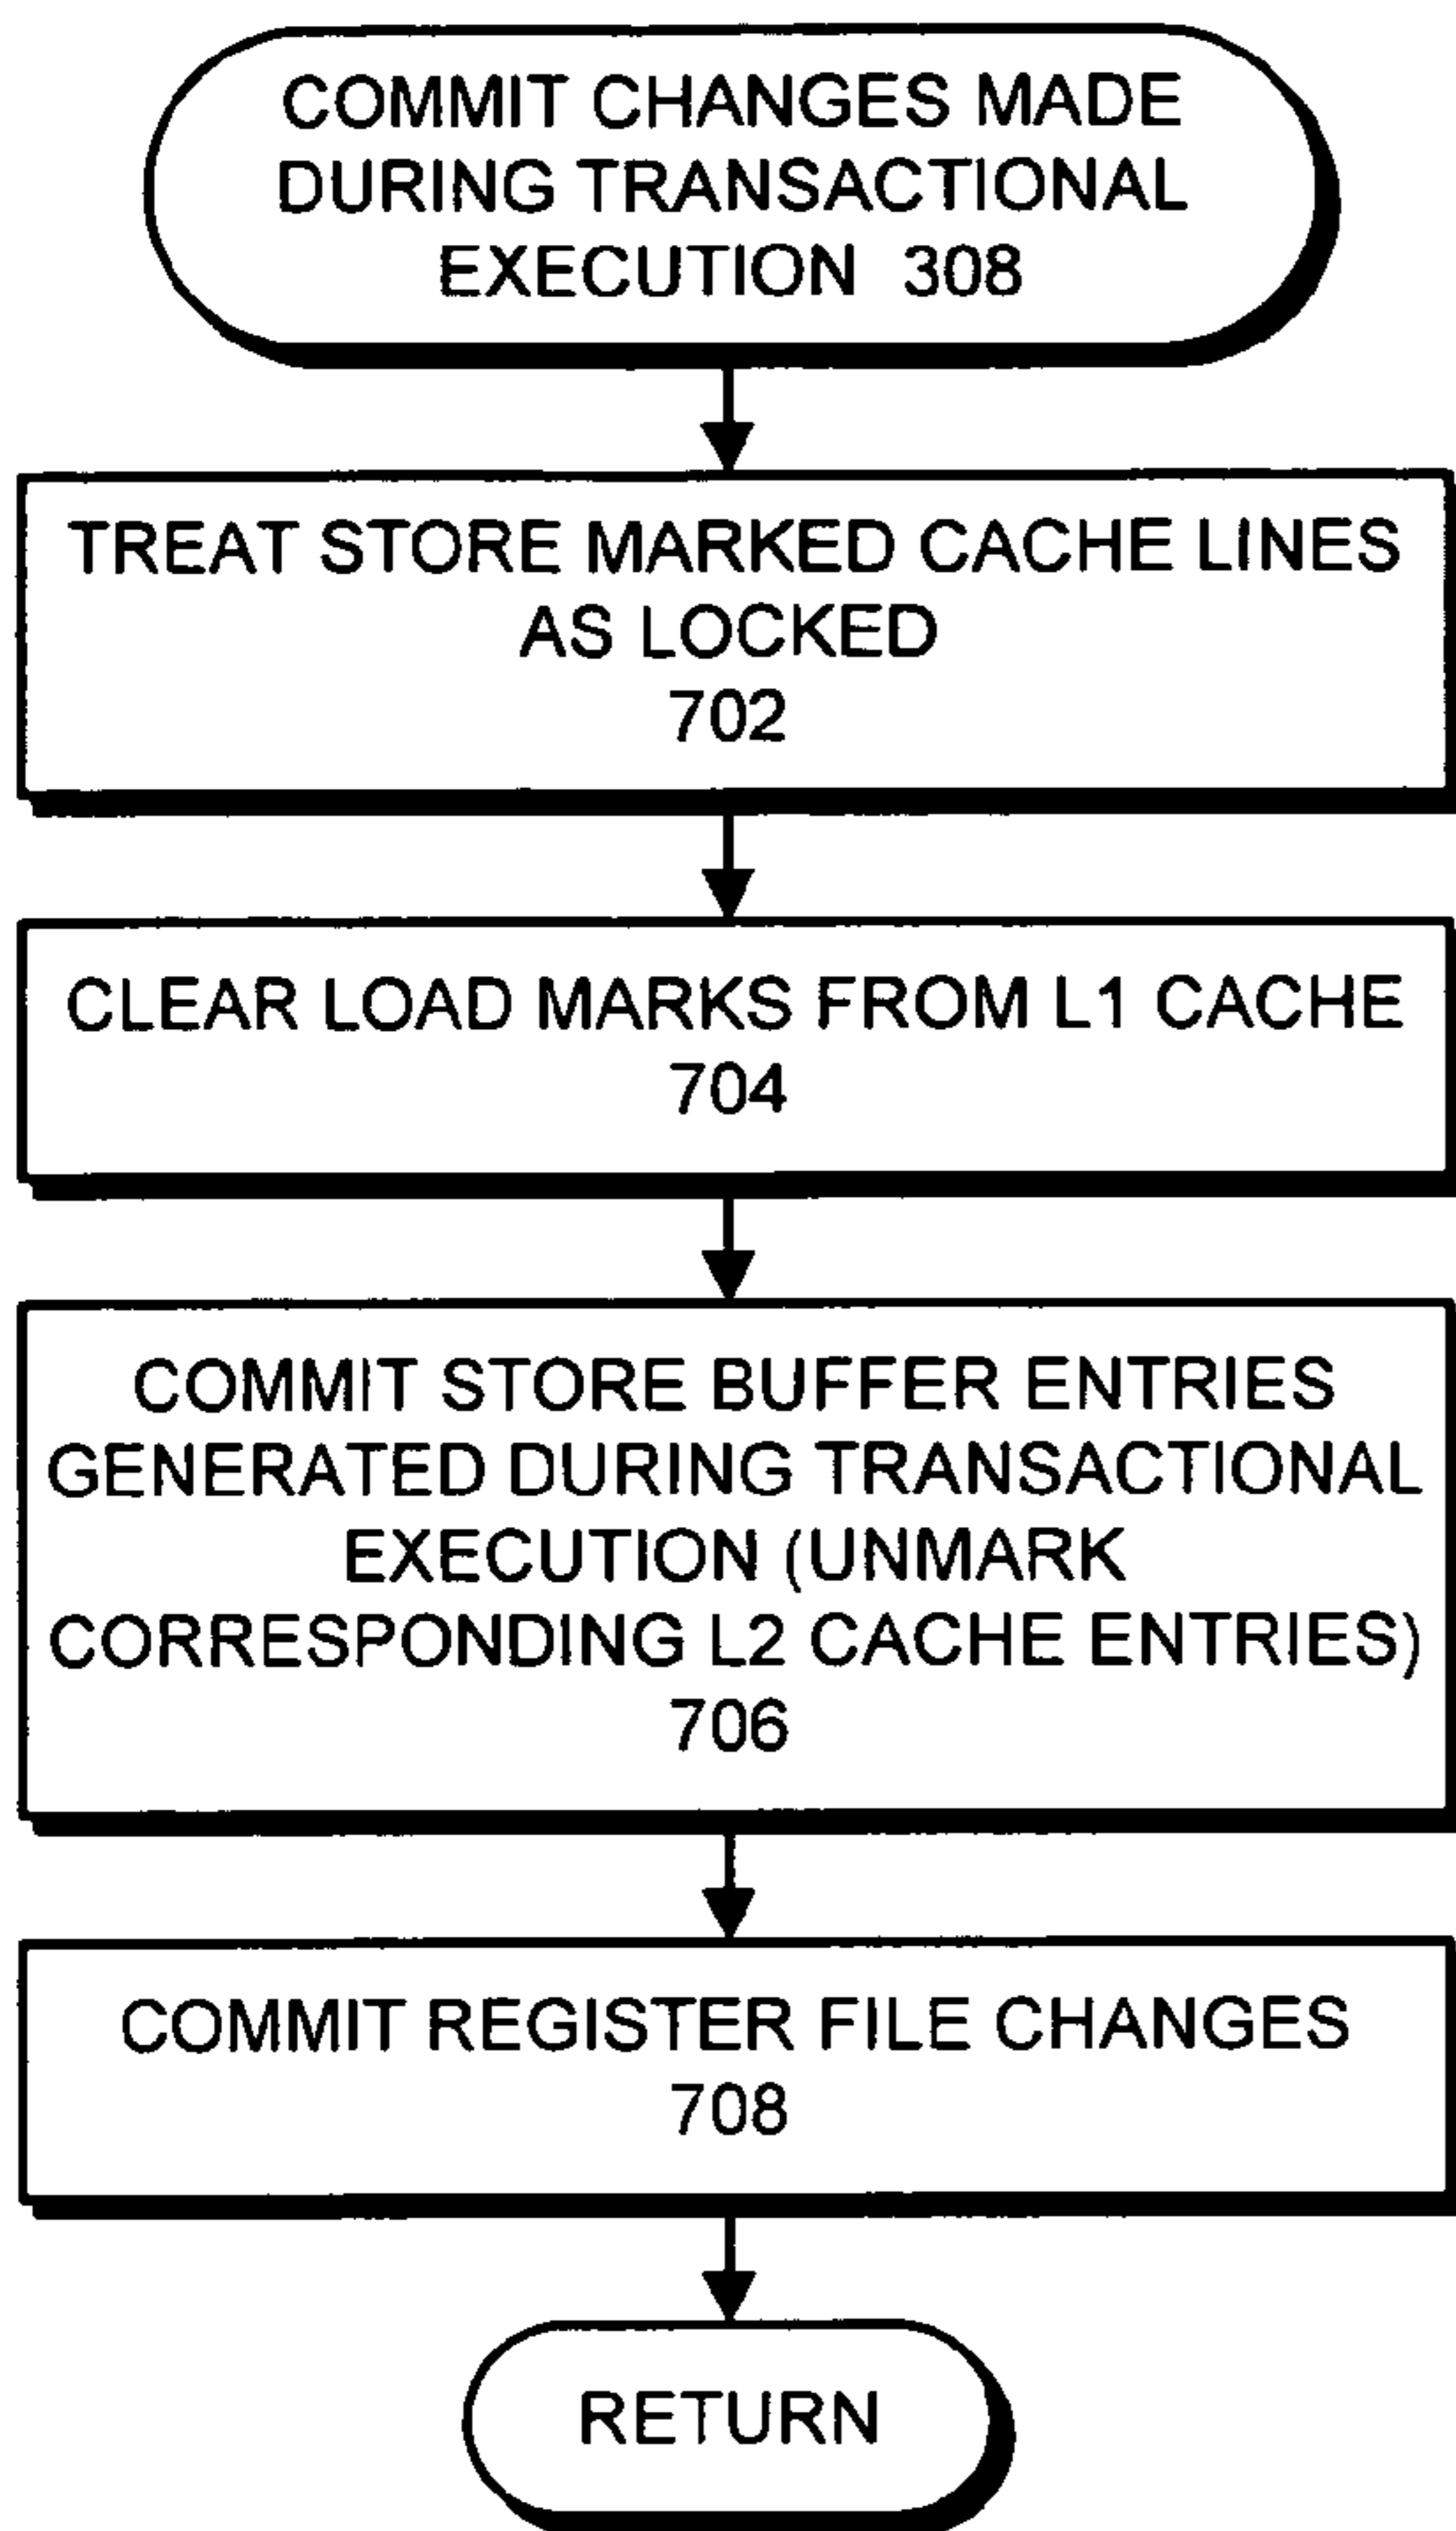 COMMIT CHANGES MADE
DURING TRANSACTIONAL
EXECUTION 308
TREAT STORE MARKED CACHE LINES
AS LOCKED
702
CLEAR LOAD MARKS FROM L1 CACHE
704
COMMIT STORE BUFFER ENTRIES
GENERATED DURING TRANSACTIONAL
EXECUTION (UNMARK
CORRESPONDING L2 CACHE ENTRIES)
706
COMMIT REGISTER FILE CHANGES
708
RETURN